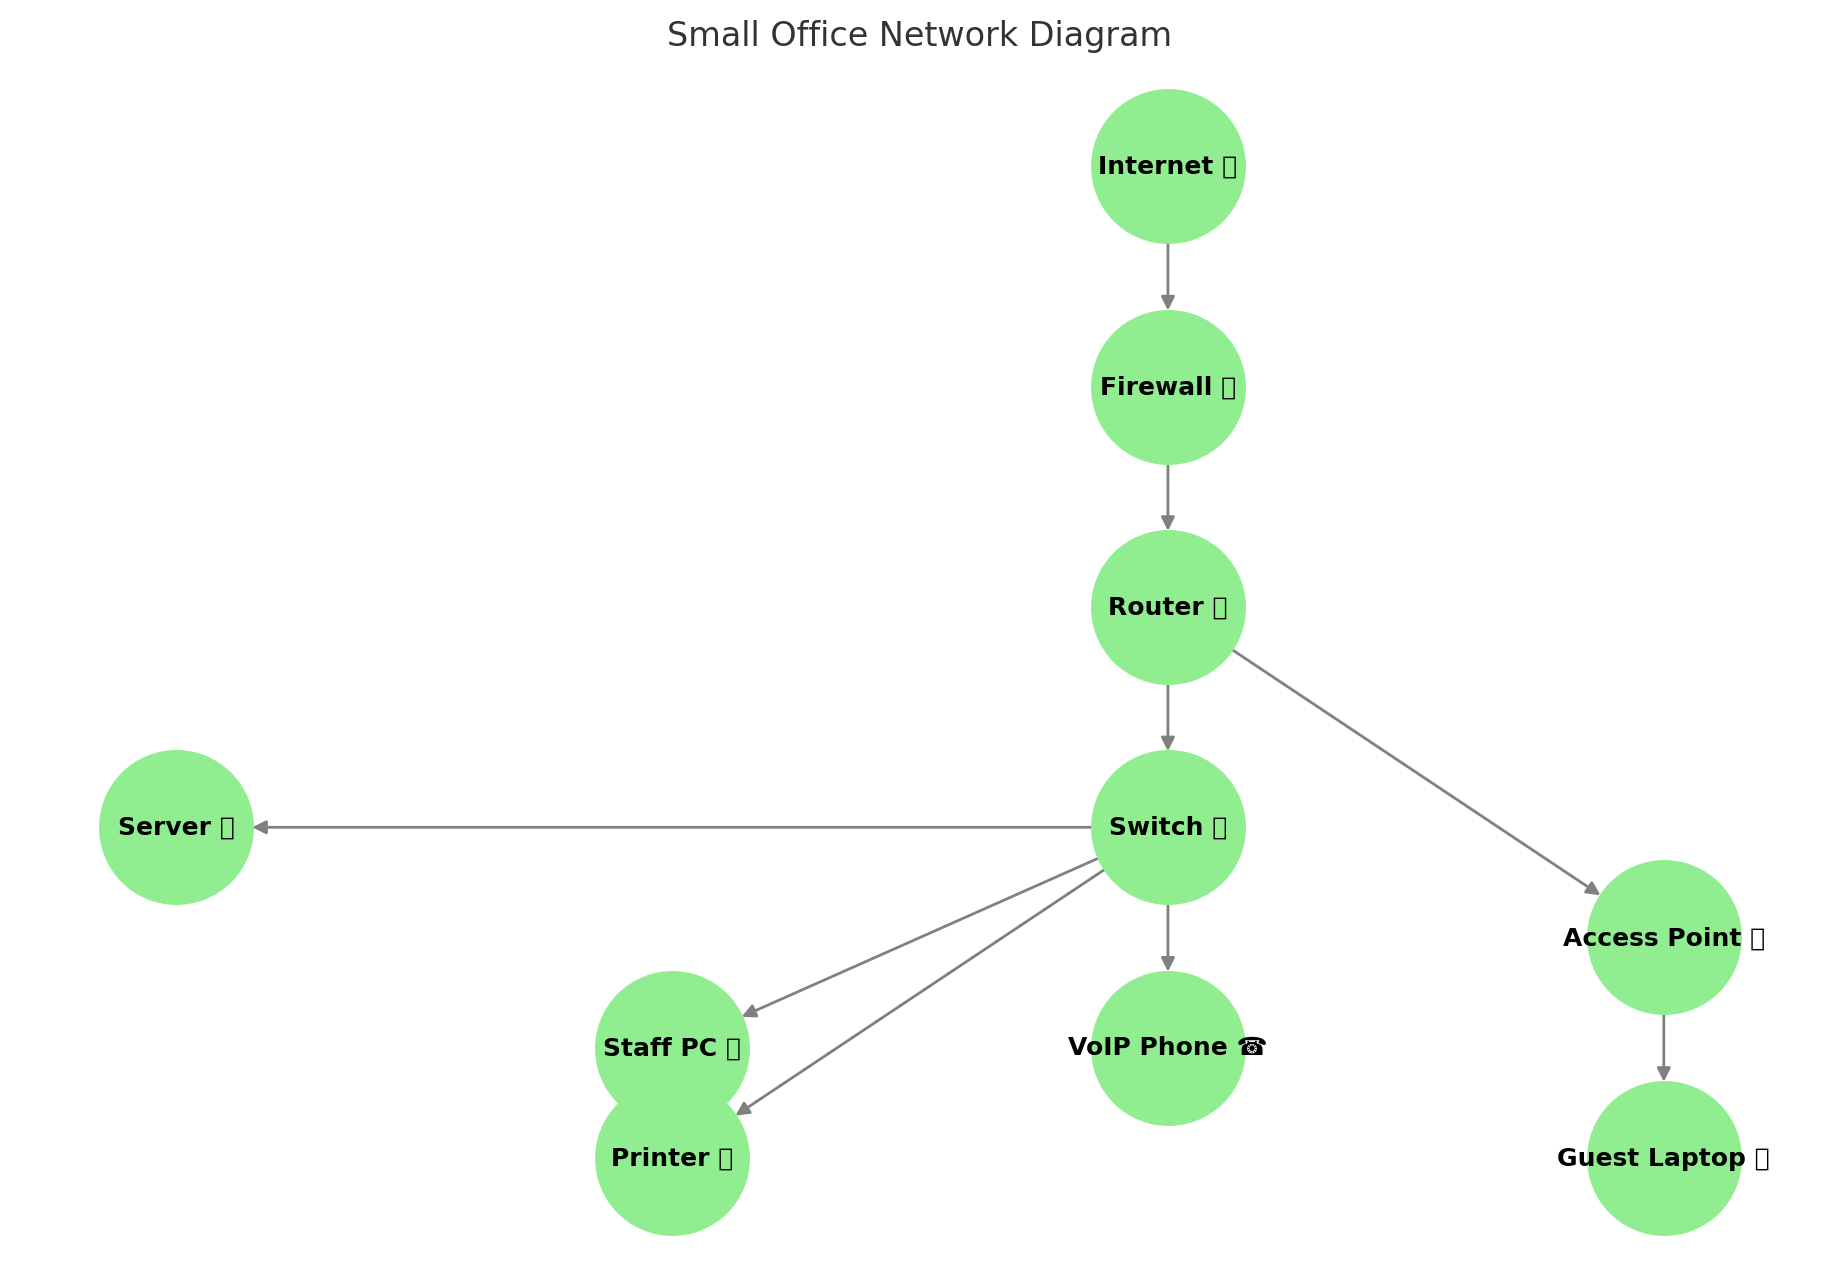 Small Office Network Diagram
Internet
Firewall
Router
Server
Switch
Access Point
Staff PC
VoIP Phone ☎
Printer
Guest Laptop